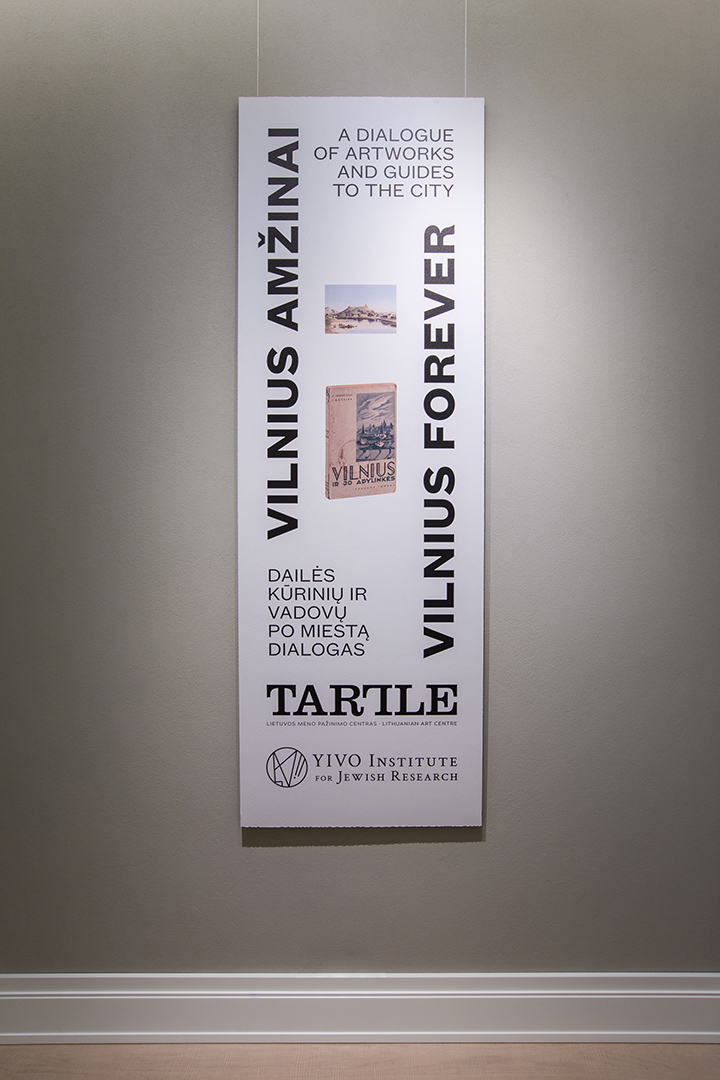 VILNIUS AMŽINAI
A DIALOGUE
OF ARTWORKS
AND GUIDES
TO THE CITY
VILNIUS FOREVER
VILNIUS
IR JO APYLINKĖS
DAILĖS
KŪRINIŲ IR
VADOVŲ
PO MIESTĄ
DIALOGAS
TARTLE
LIETUVOS MENO PAŽINIMO CENTRAS · LITHUANIAN ART CENTRE
YIVO INSTITUTE
FOR JEWISH RESEARCH